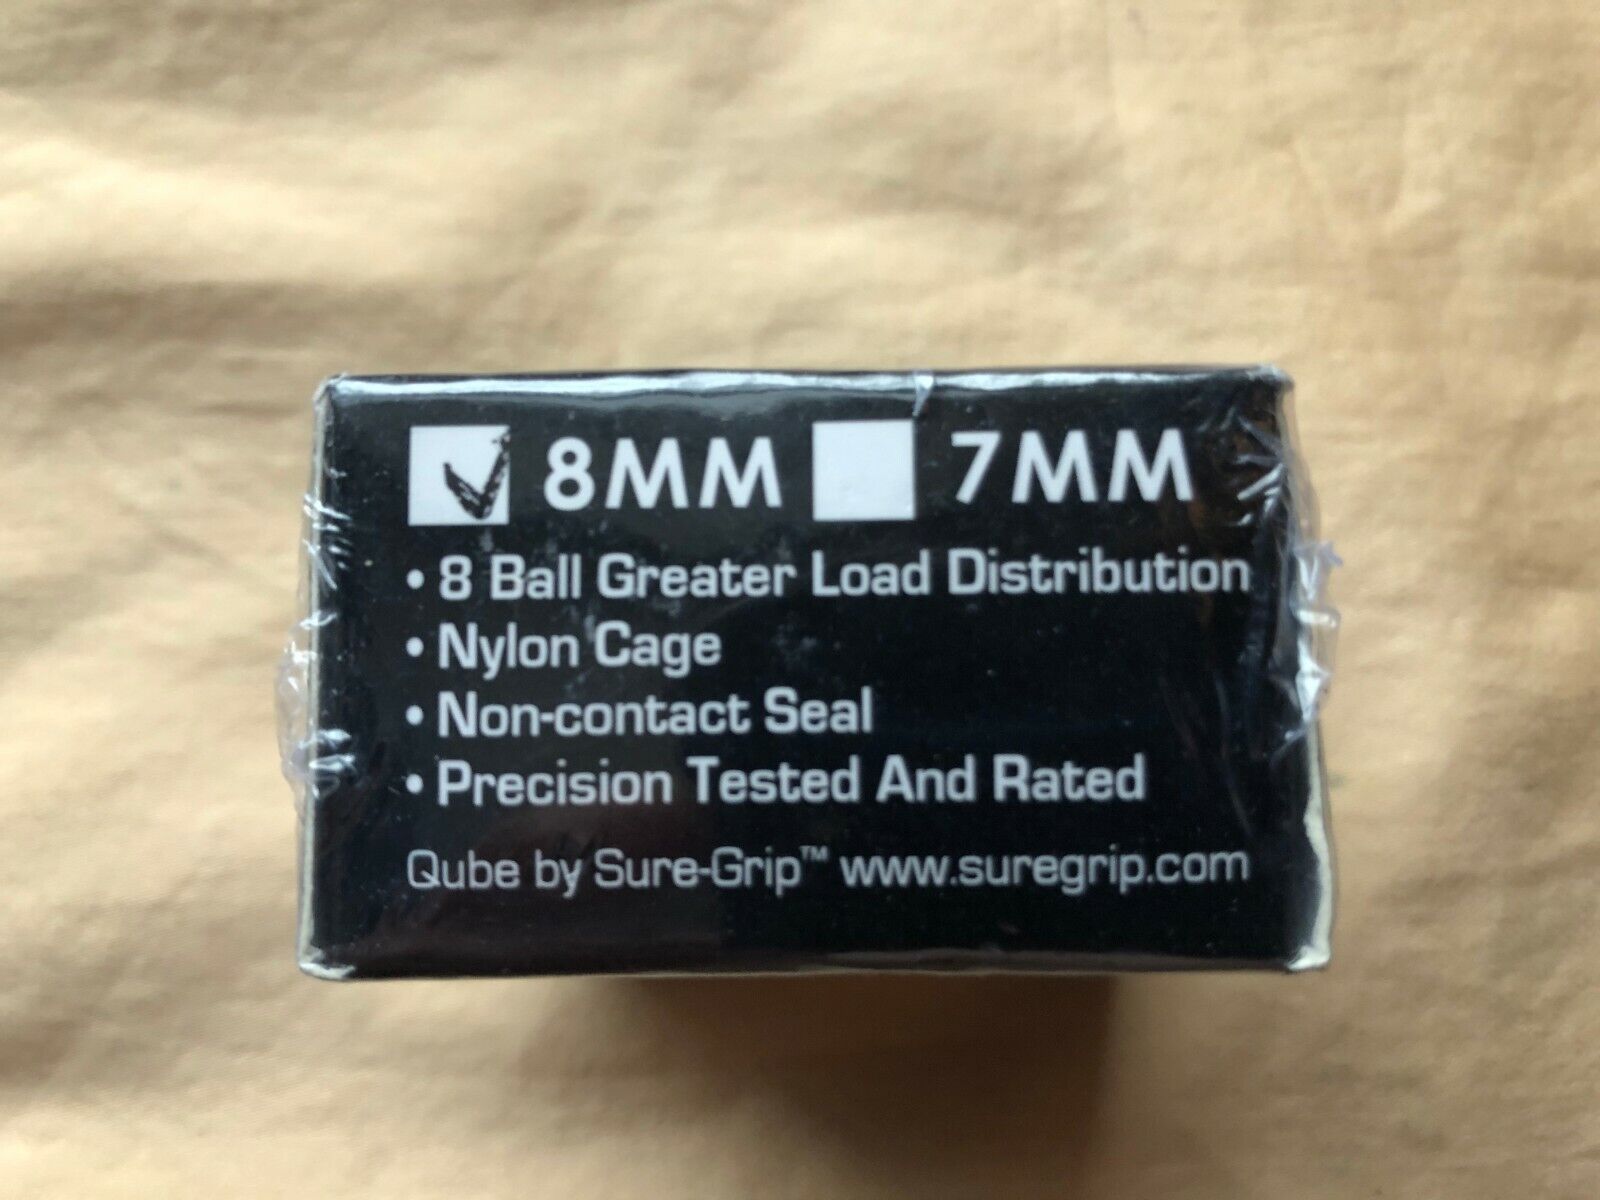 8MM 7MM
• 8 Ball Greater Load Distribution
• Nylon Cage
• Non-contact Seal
• Precision Tested And Rated
Qube by Sure-Grip™ www.suregrip.com